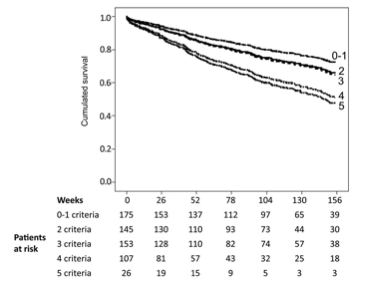 1.0
0.8
0.6
0.4
0.2
0.0
Cumulated survival
0-1
2
3
4
5
Weeks 0 26 52 78 104 130 156
0-1 criteria 175 153 137 112 97 65 39
2 criteria 145 130 110 93 73 44 30
Patients at risk
3 criteria 153 128 110 82 74 57 38
4 criteria 107 81 57 43 32 25 18
5 criteria 26 19 15 9 5 3 3